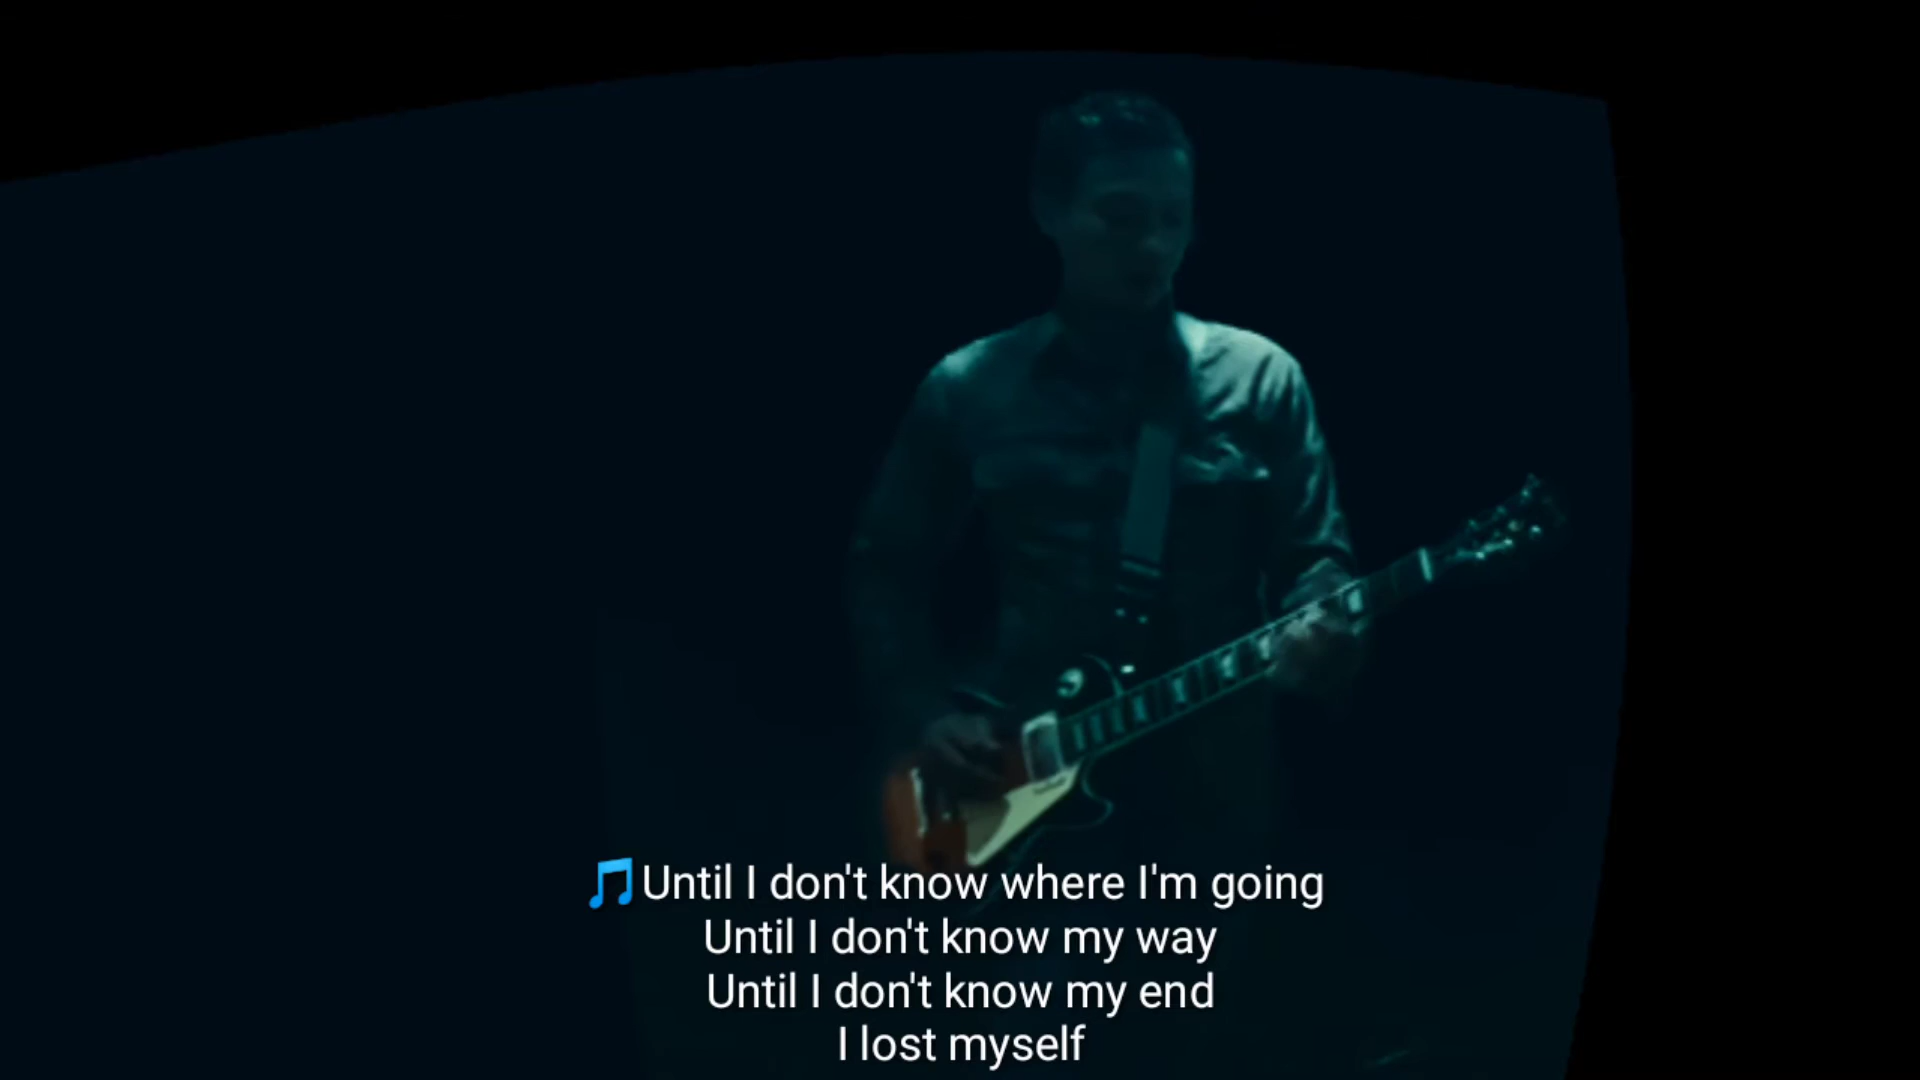 🎵Until I don't know where I'm going
Until I don't know my way
Until I don't know my end
I lost myself